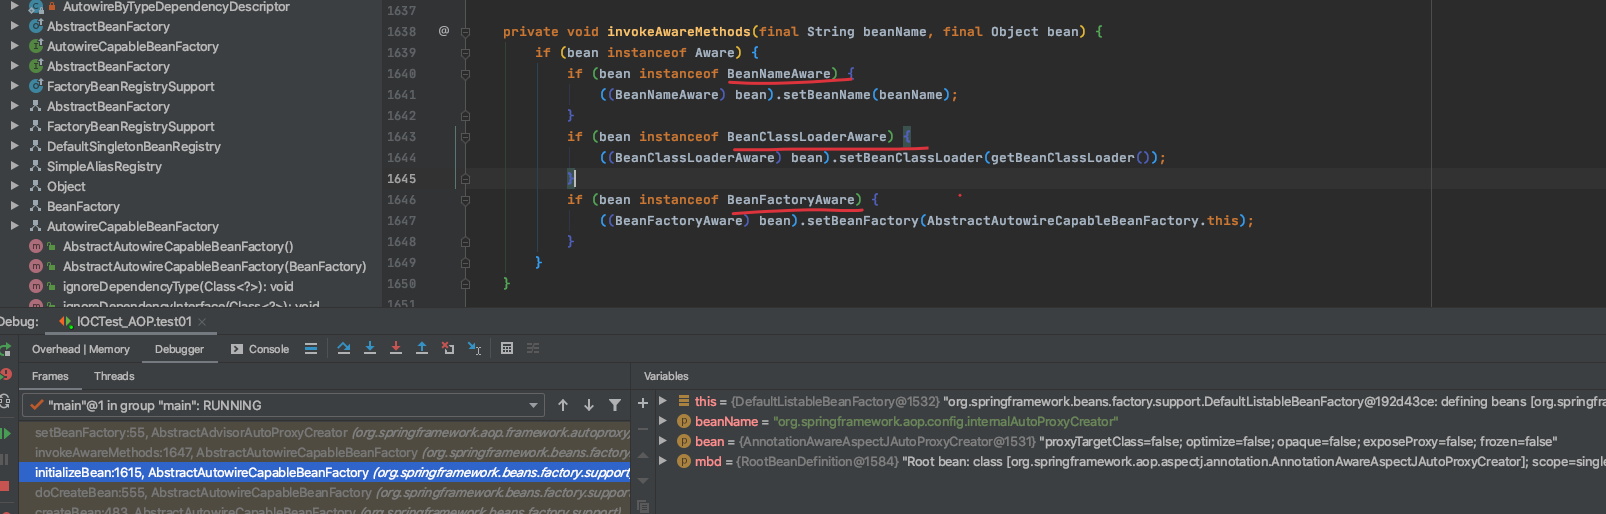 AutowireByTypeDependencyDescriptor
AbstractBeanFactory
AutowireCapableBeanFactory
AbstractBeanFactory
FactoryBeanRegistrySupport
AbstractBeanFactory
FactoryBeanRegistrySupport
DefaultSingletonBeanRegistry
SimpleAliasRegistry
Object
BeanFactory
AutowireCapableBeanFactory
m AbstractAutowireCapableBeanFactory()
m AbstractAutowireCapableBeanFactory(BeanFactory)
m ignoreDependencyType(Class<?>): void
m ignoreDependencyInterface(Class<?>): void
1637
1638 @ private void invokeAwareMethods(final String beanName, final Object bean) {
1639 if (bean instanceof Aware) {
1640 if (bean instanceof BeanNameAware) {
1641 ((BeanNameAware) bean).setBeanName(beanName);
1642 }
1643 if (bean instanceof BeanClassLoaderAware) {
1644 ((BeanClassLoaderAware) bean).setBeanClassLoader(getBeanClassLoader());
1645 }
1646 if (bean instanceof BeanFactoryAware) {
1647 ((BeanFactoryAware) bean).setBeanFactory(AbstractAutowireCapableBeanFactory.this);
1648 }
1649 }
1650 }
1651
Debug: IOCTest_AOP.test01 ×
Overhead | Memory Debugger Console
Frames Threads
"main"@1 in group "main": RUNNING
setBeanFactory:55, AbstractAdvisorAutoProxyCreator (org.springframework.aop.framework.autoproxy,
invokeAwareMethods:1647, AbstractAutowireCapableBeanFactory (org.springframework.beans.factory.
initializeBean:1615, AbstractAutowireCapableBeanFactory (org.springframework.beans.factory.support
doCreateBean:555, AbstractAutowireCapableBeanFactory (org.springframework.beans.factory.suppor
createBean:483, AbstractAutowireCapableBeanFactory (org.springframework.beans.factory.support)
Variables
this = {DefaultListableBeanFactory@1532} "org.springframework.beans.factory.support.DefaultListableBeanFactory@192d43ce: defining beans [org.springframework
p beanName = "org.springframework.aop.config.internalAutoProxyCreator"
p bean = {AnnotationAwareAspectJAutoProxyCreator@1531} "proxyTargetClass=false; optimize=false; opaque=false; exposeProxy=false; frozen=false"
p mbd = {RootBeanDefinition@1584} "Root bean: class [org.springframework.aop.aspectj.annotation.AnnotationAwareAspectJAutoProxyCreator]; scope=single